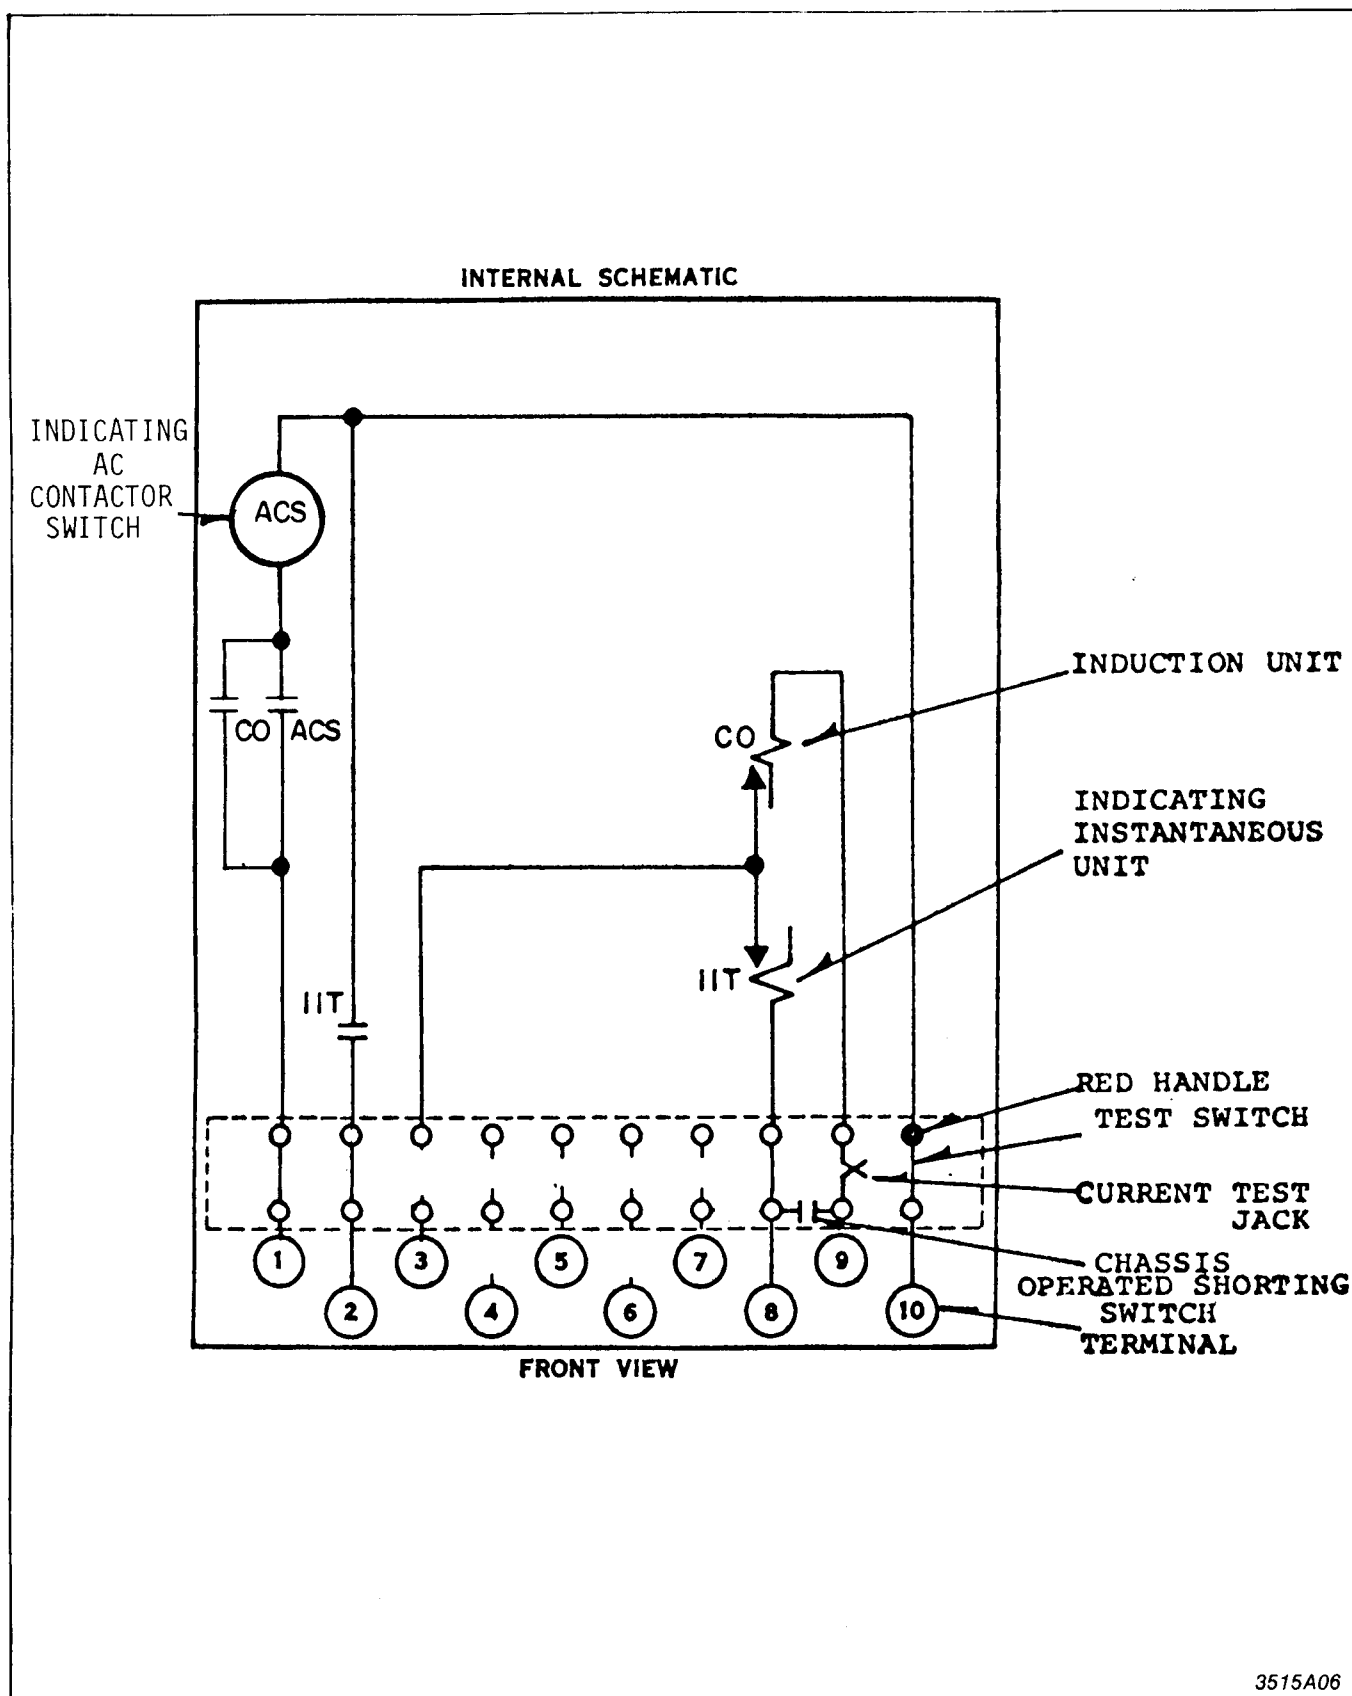 INTERNAL SCHEMATIC
INDICATING
AC
CONTACTOR
SWITCH
ACS
CO
ACS
CO
INDUCTION UNIT
INDICATING
INSTANTANEOUS
UNIT
IIT
IIT
RED HANDLE
TEST SWITCH
CURRENT TEST
JACK
CHASSIS
OPERATED SHORTING
SWITCH
TERMINAL
1
3
5
7
9
2
4
6
8
10
FRONT VIEW
3515A06